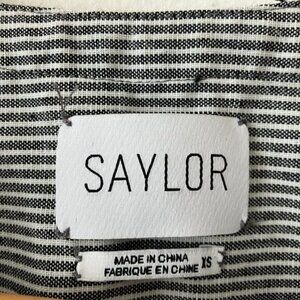 SAYLOR
MADE IN CHINA
FABRIQUE EN CHINE
XS